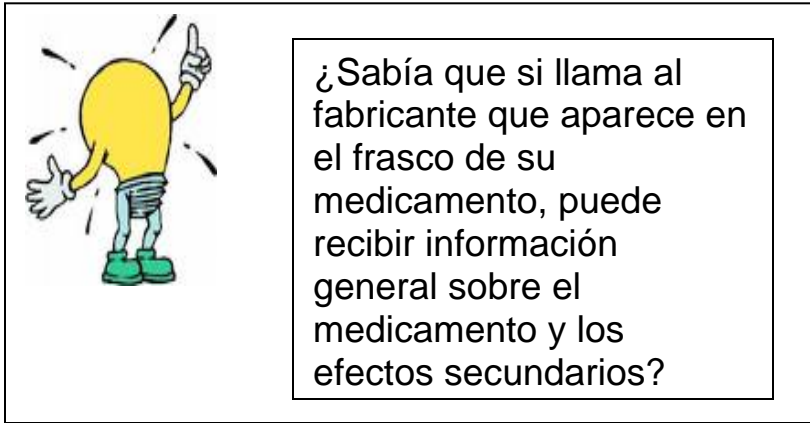 ¿Sabía que si llama al
fabricante que aparece en
el frasco de su
medicamento, puede
recibir información
general sobre el
medicamento y los
efectos secundarios?